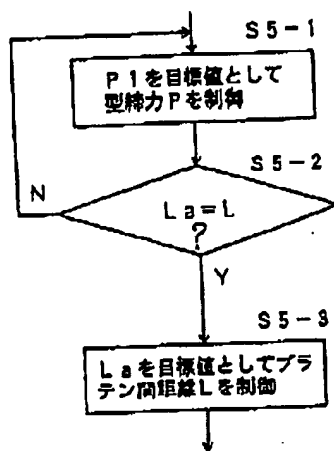 S5-1
P1を目標値として
型締力Pを制御
S5-2
N
La=L
?
Y
S5-3
Laを目標値としてプラ
テン間距離Lを制御